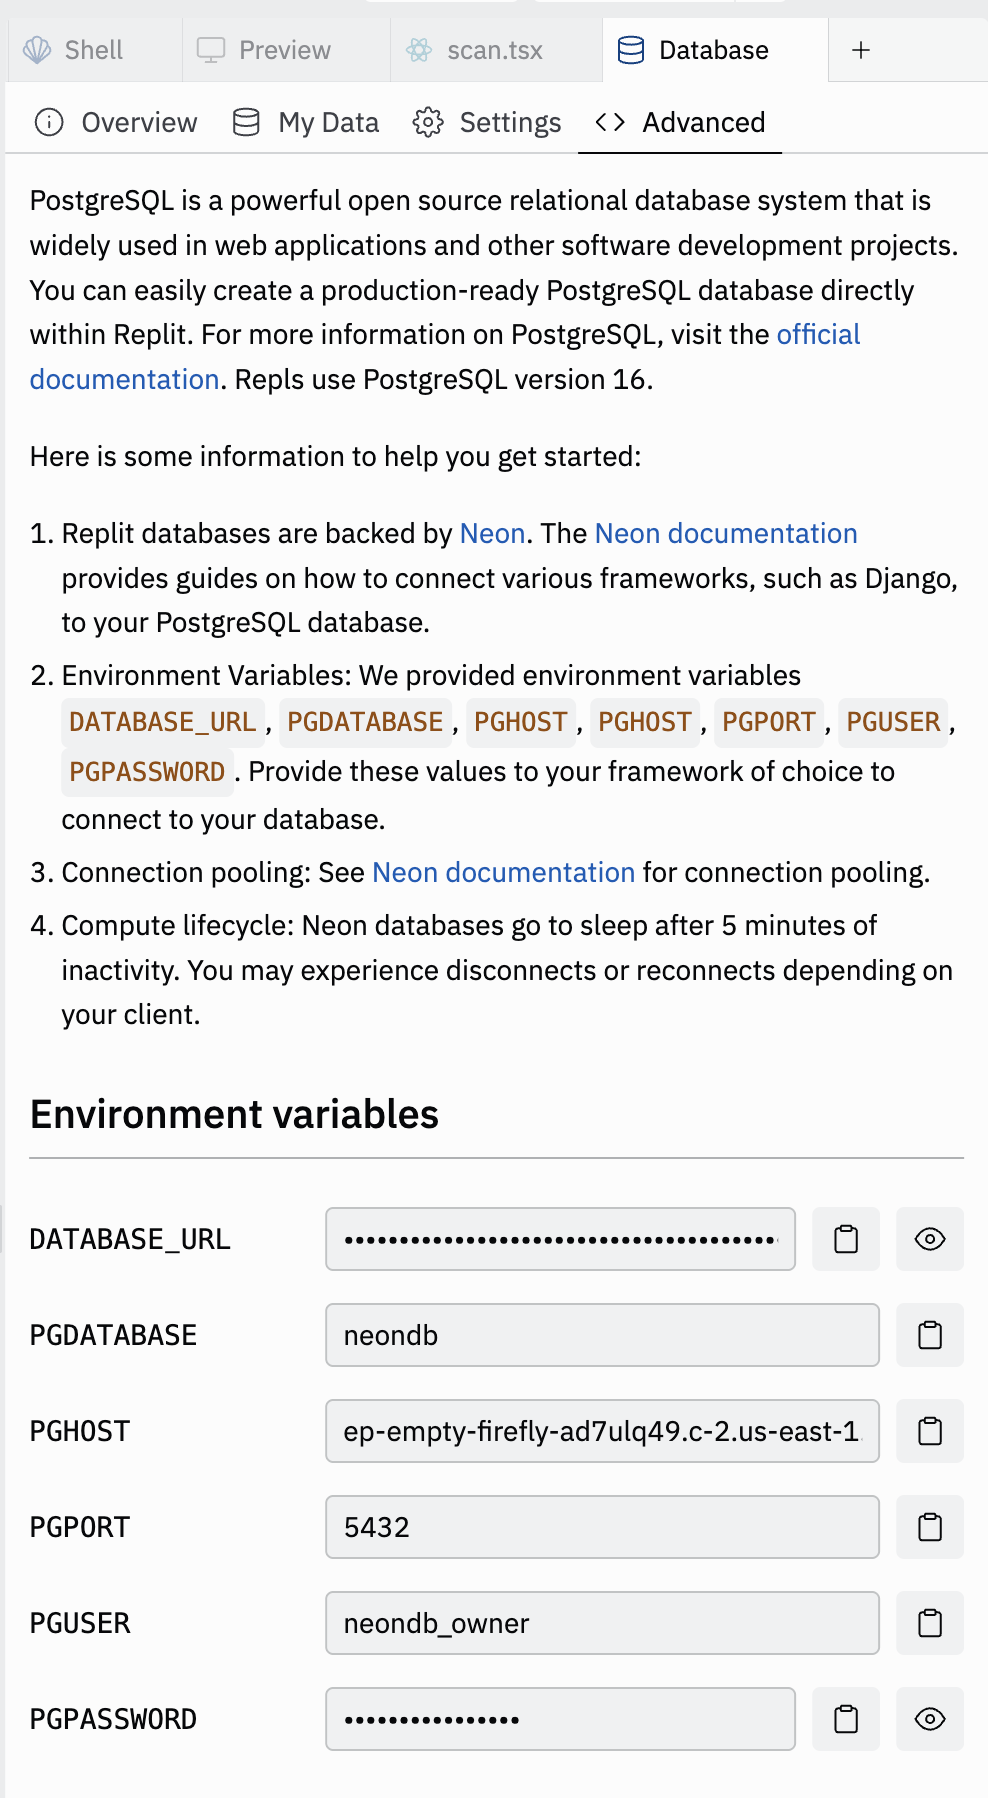 Shell
Preview
scan.tsx
Database
+
Overview
My Data
Settings
<> Advanced
PostgreSQL is a powerful open source relational database system that is
widely used in web applications and other software development projects.
You can easily create a production-ready PostgreSQL database directly
within Replit. For more information on PostgreSQL, visit the official
documentation. Repls use PostgreSQL version 16.
Here is some information to help you get started:
1. Replit databases are backed by Neon. The Neon documentation
provides guides on how to connect various frameworks, such as Django,
to your PostgreSQL database.
2. Environment Variables: We provided environment variables
DATABASE_URL, PGDATABASE, PGHOST, PGHOST, PGPORT, PGUSER,
PGPASSWORD. Provide these values to your framework of choice to
connect to your database.
3. Connection pooling: See Neon documentation for connection pooling.
4. Compute lifecycle: Neon databases go to sleep after 5 minutes of
inactivity. You may experience disconnects or reconnects depending on
your client.
Environment variables
DATABASE_URL
PGDATABASE neondb
PGHOST ep-empty-firefly-ad7ulq49.c-2.us-east-1.
PGPORT 5432
PGUSER neondb_owner
PGPASSWORD